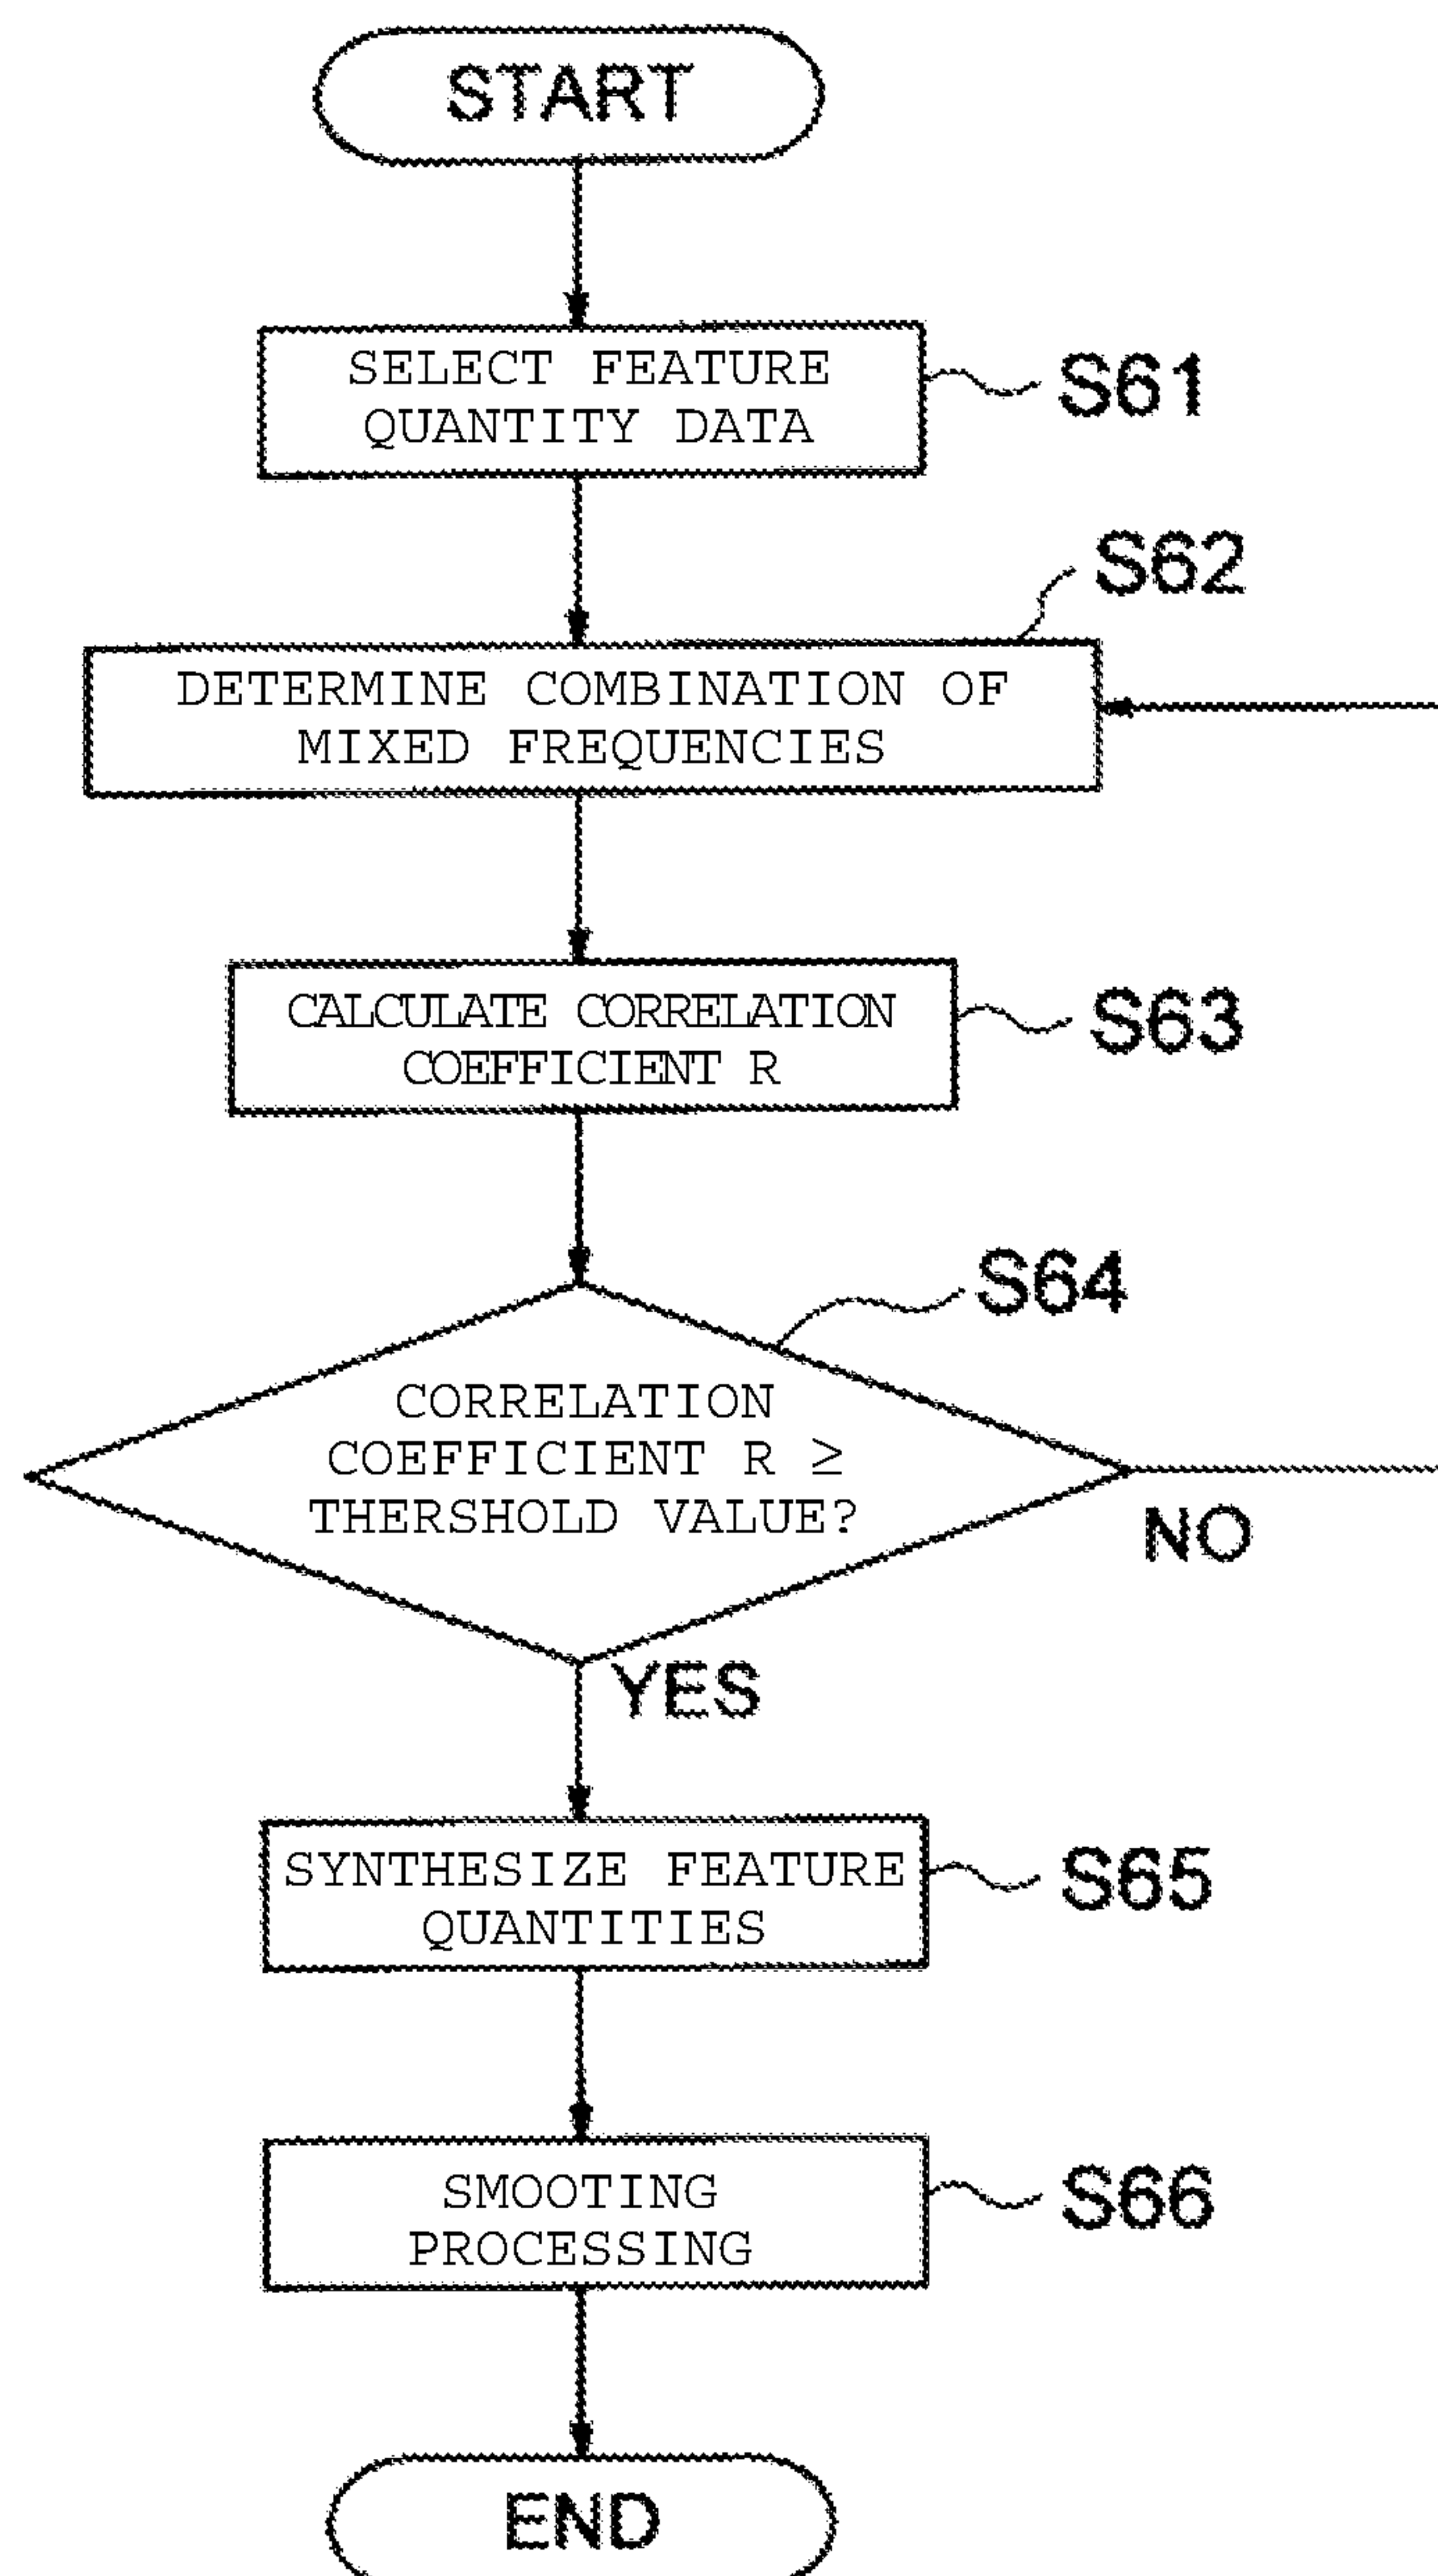 START
SELECT FEATURE
QUANTITY DATA
S61
S62
DETERMINE COMBINATION OF
MIXED FREQUENCIES
CALCULATE CORRELATION
COEFFICIENT R
S63
S64
CORRELATION
COEFFICIENT R ≥
THERSHOLD VALUE?
NO
YES
SYNTHESIZE FEATURE
QUANTITIES
S65
SMOOTING
PROCESSING
S66
END